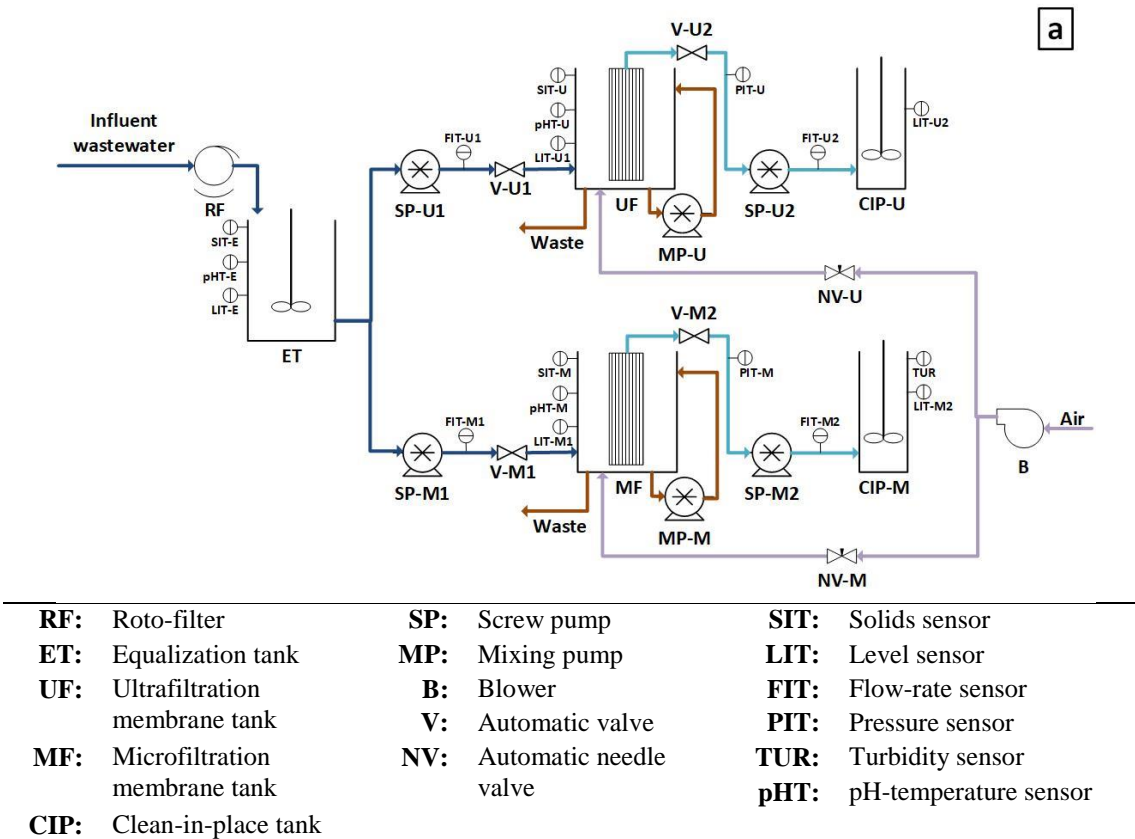 a
V-U2
SIT-U
PIT-U
pHT-U
LIT-U2
Influent
wastewater
FIT-U1
FIT-U2
LIT-U1
V-U1
RF
SP-U1
UF
SP-U2
CIP-U
SIT-E
Waste
MP-U
pHT-E
NV-U
LIT-E
V-M2
ET
SIT-M
PIT-M
TUR
pHT-M
LIT-M2
FIT-M1
FIT-M2
Air
LIT-M1
V-M1
B
SP-M1
MF
SP-M2
CIP-M
Waste
MP-M
NV-M
RF: Roto-filter
ET: Equalization tank
UF: Ultrafiltration
membrane tank
MF: Microfiltration
membrane tank
CIP: Clean-in-place tank
SP: Screw pump
MP: Mixing pump
B: Blower
V: Automatic valve
NV: Automatic needle
valve
SIT: Solids sensor
LIT: Level sensor
FIT: Flow-rate sensor
PIT: Pressure sensor
TUR: Turbidity sensor
pHT: pH-temperature sensor